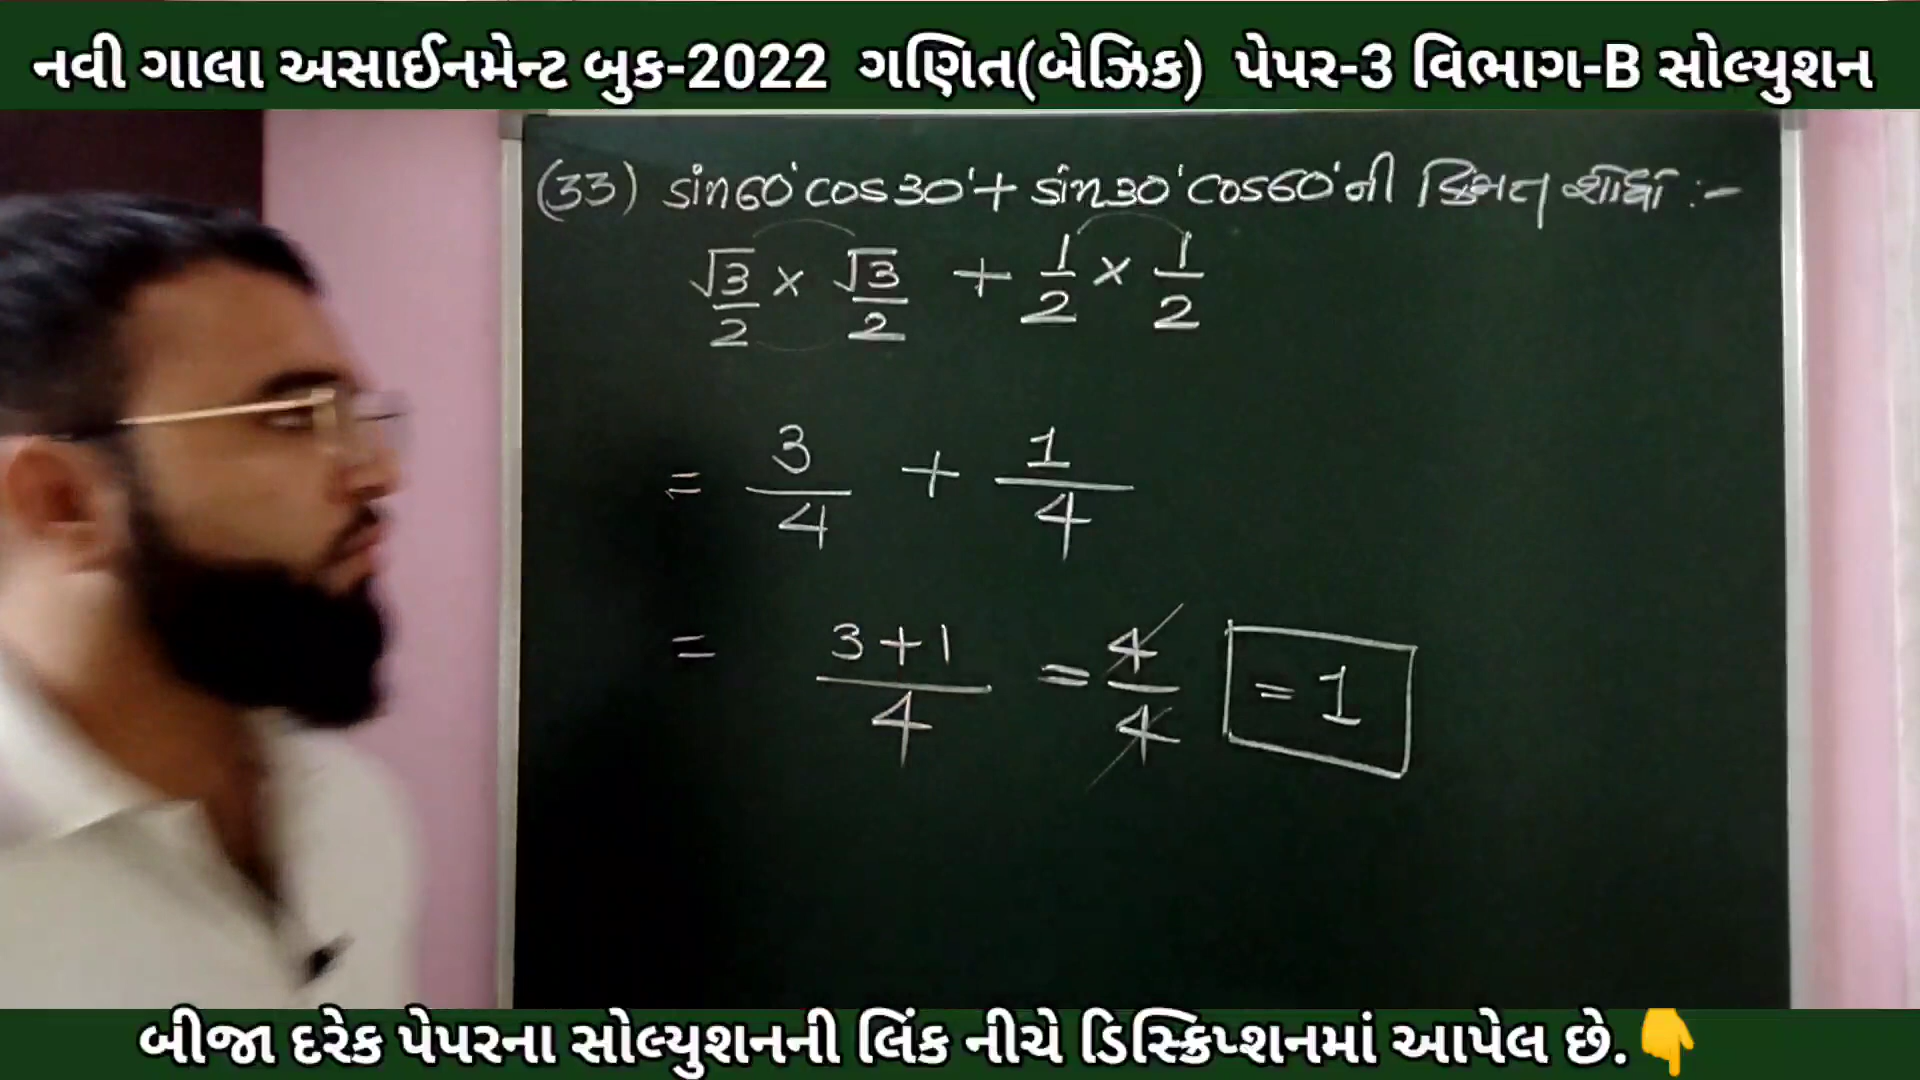 નવી ગાલા અસાઈનમેન્ટ બુક-2022 ગણિત(બેઝિક) પેપર-3 વિભાગ-B સોલ્યુશન
(33) sin60°cos30°+ sin30°cos60°ની કિંમત શોધો :-
√3/2 × √3/2 + 1/2 × 1/2
= 3/4 + 1/4
= 3+1/4 = 4/4 = 1
બીજા દરેક પેપરના સોલ્યુશનની લિંક નીચે ડિસ્ક્રિપ્શનમાં આપેલ છે.👇